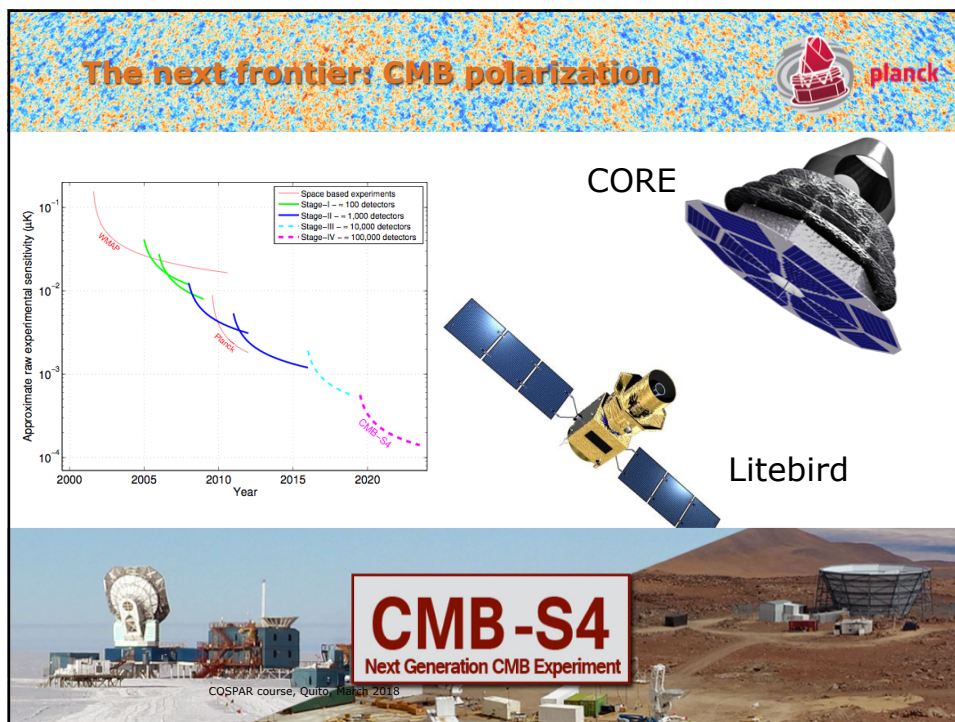 The next frontier: CMB polarization
planck
CORE
Space based experiments
Stage-I - ≈ 100 detectors
Stage-II - ≈ 1,000 detectors
Stage-III - ≈ 10,000 detectors
Stage-IV - ≈ 100,000 detectors
Approximate raw experimental sensitivity (μK)
10⁻¹
10⁻²
10⁻³
10⁻⁴
WMAP
Planck
CMB-S4
2000 2005 2010 2015 2020
Year
Litebird
CMB-S4
Next Generation CMB Experiment
COSPAR course, Quito, March 2018